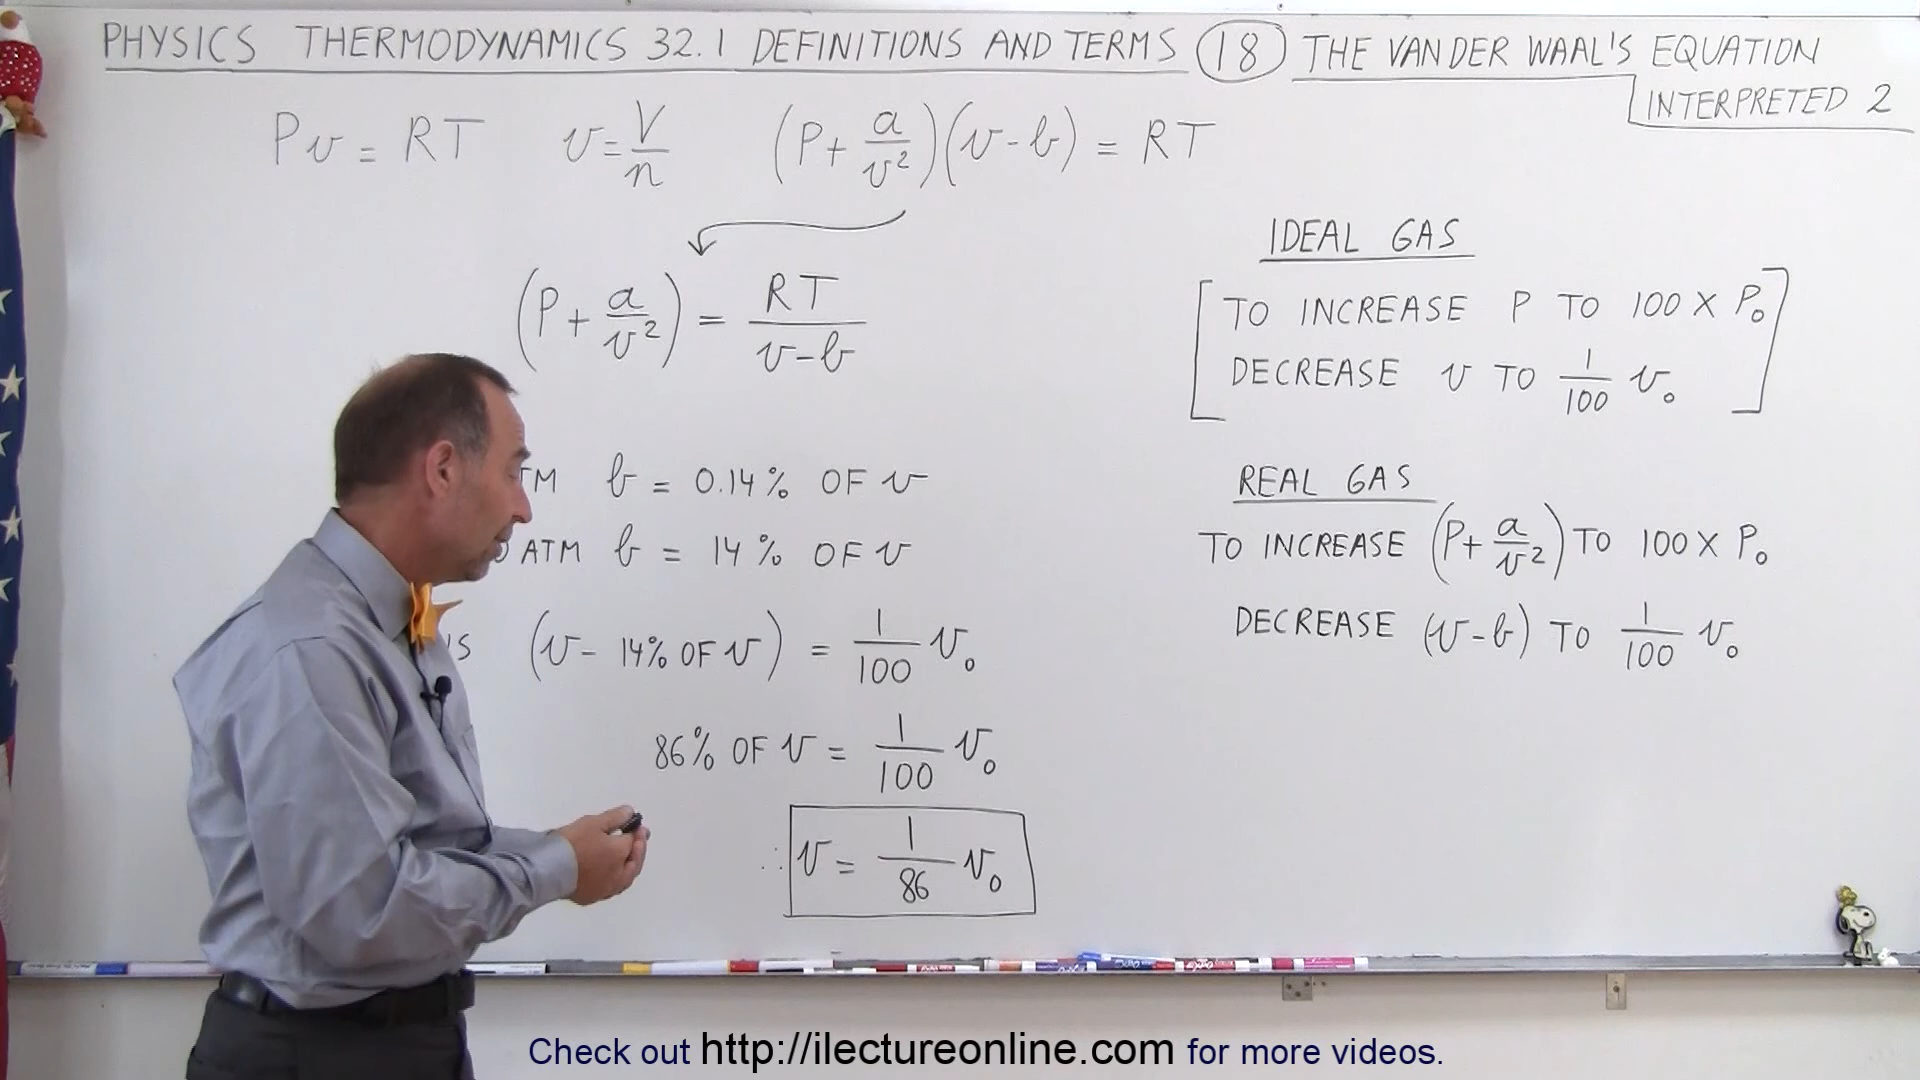 PHYSICS THERMODYNAMICS 32.1 DEFINITIONS AND TERMS 18 THE VAN DER WAAL'S EQUATION
INTERPRETED 2
Pv = RT v = V/n (P + a/v²)(v - b) = RT
(P + a/v²) = RT/(v - b)
TM b = 0.14% OF v
ATM b = 14% OF v
IS (v - 14% OF v) = 1/100 v₀
86% OF v = 1/100 v₀
∴ v = 1/86 v₀
IDEAL GAS
TO INCREASE P TO 100 X P₀
DECREASE v TO 1/100 v₀
REAL GAS
TO INCREASE (P + a/v²) TO 100 X P₀
DECREASE (v - b) TO 1/100 v₀
Check out http://ilectureonline.com for more videos.